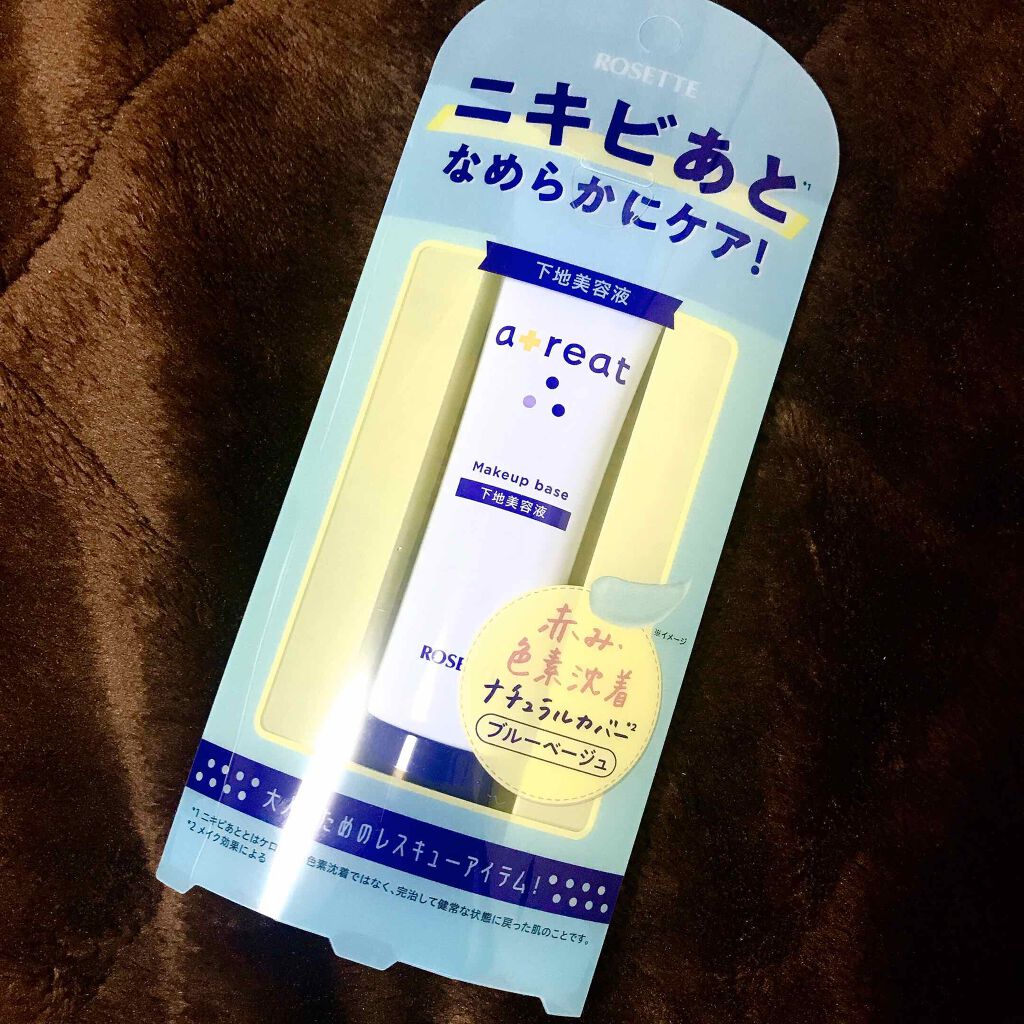 ROSETTE
ニキビあと*1
なめらかにケア!
下地美容液
a+reat
Makeup base
下地美容液
ROSE
※イメージ
赤み、
色素沈着
ナチュラルカバー*2
ブルーベージュ
大 ためのレスキューアイテム!
*1 ニキビあととはケロ 色素沈着ではなく、完治して健常な状態に戻った肌のことです。
*2 メイク効果による